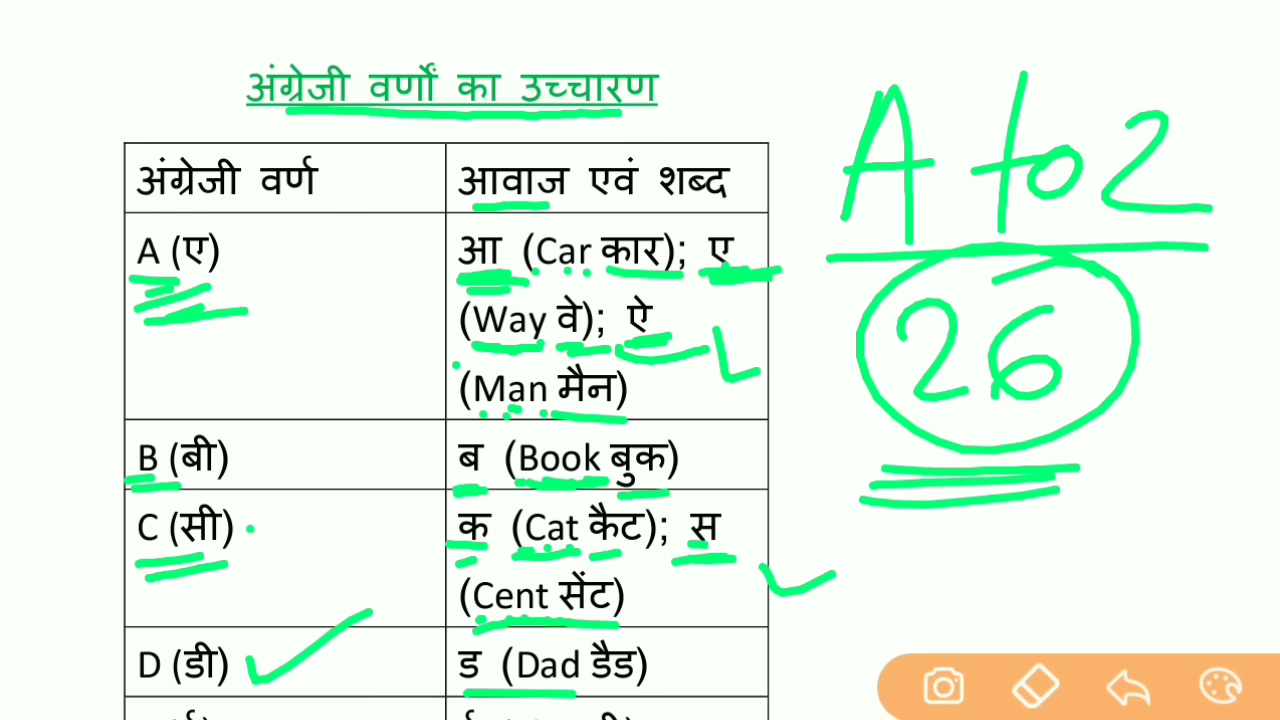 अंग्रेजी वर्णों का उच्चारण
A to Z
26
अंग्रेजी वर्ण
आवाज एवं शब्द
A (ए)
आ (Car कार); ए
(Way वे); ऐ
(Man मैन)
B (बी)
ब (Book बुक)
C (सी)
क (Cat कैट); स
(Cent सेंट)
D (डी)
ड (Dad डैड)